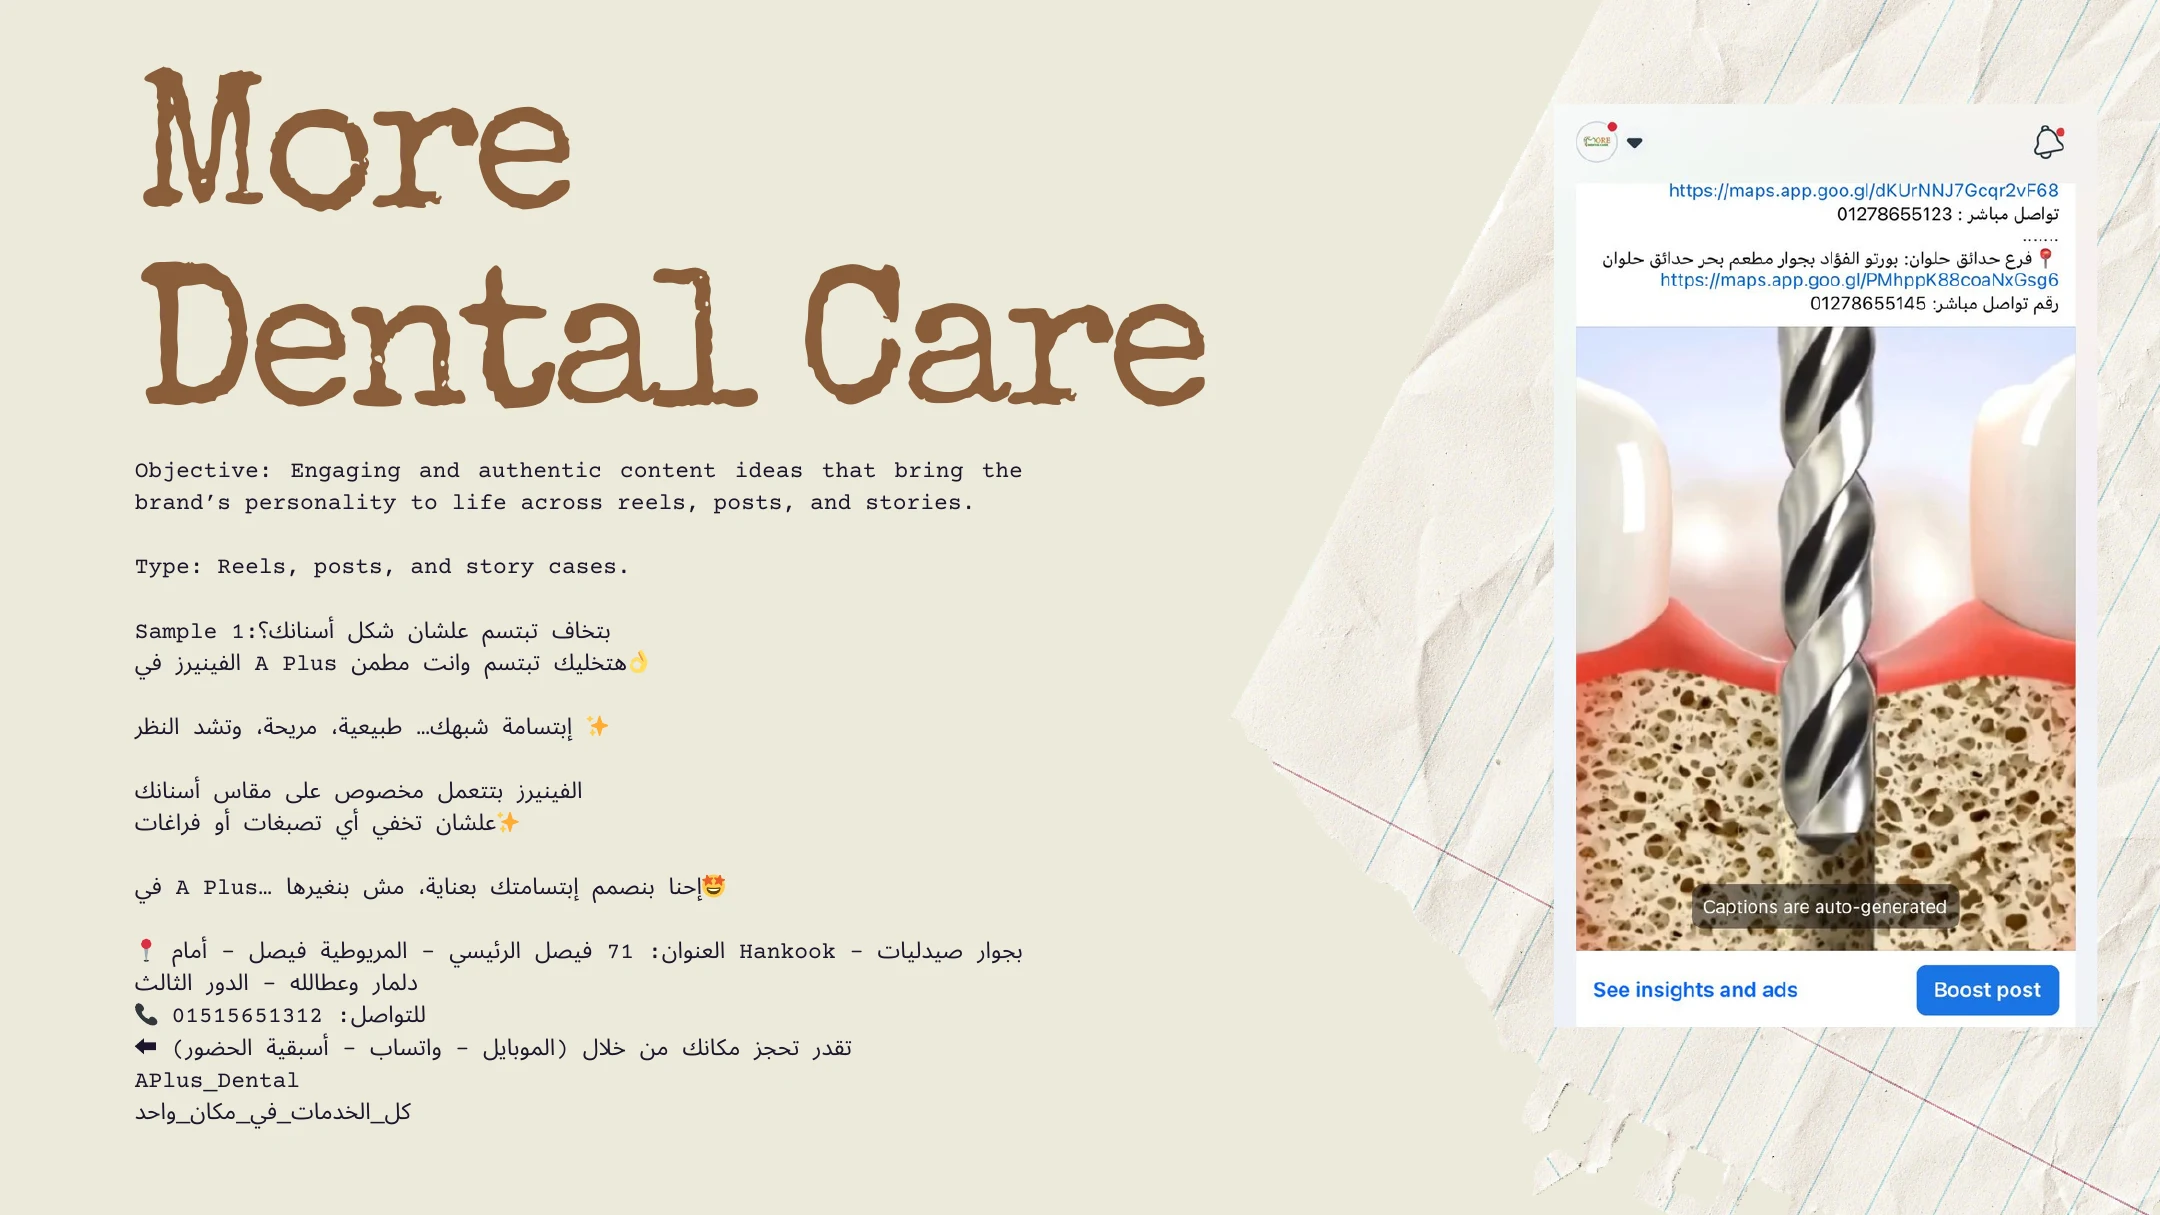 More
Dental Care
Objective: Engaging and authentic content ideas that bring the
brand’s personality to life across reels, posts, and stories.
Type: Reels, posts, and story cases.
Sample 1:بتخاف تبتسم علشان شكل أسنانك؟
هتخليك تبتسم وانت مطمن A Plus الفينيرز في👌
إبتسامة شبهك… طبيعية، مريحة، وتشد النظر ✨
الفينيرز بتتعمل مخصوص على مقاس أسنانك
علشان تخفي أي تصبغات أو فراغات✨
إحنا بنصمم إبتسامتك بعناية، مش بنغيرها …A Plus في🤩
📍 العنوان: 71 فيصل الرئيسي – المريوطية فيصل – أمام Hankook – بجوار صيدليات
دلمار وعطالله – الدور الثالث
📞 للتواصل: 01515651312
⬅ تقدر تحجز مكانك من خلال (الموبايل – واتساب – أسبقية الحضور)
APlus_Dental
كل_الخدمات_في_مكان_واحد
MORE
https://maps.app.goo.gl/dKUrNNJ7Gcqr2vF68
تواصل مباشر : 01278655123
.......
📍فرع حدائق حلوان: بورتو الفؤاد بجوار مطعم بحر حدائق حلوان
https://maps.app.goo.gl/PMhppK88coaNxGsg6
رقم تواصل مباشر: 01278655145
Captions are auto-generated
See insights and ads
Boost post